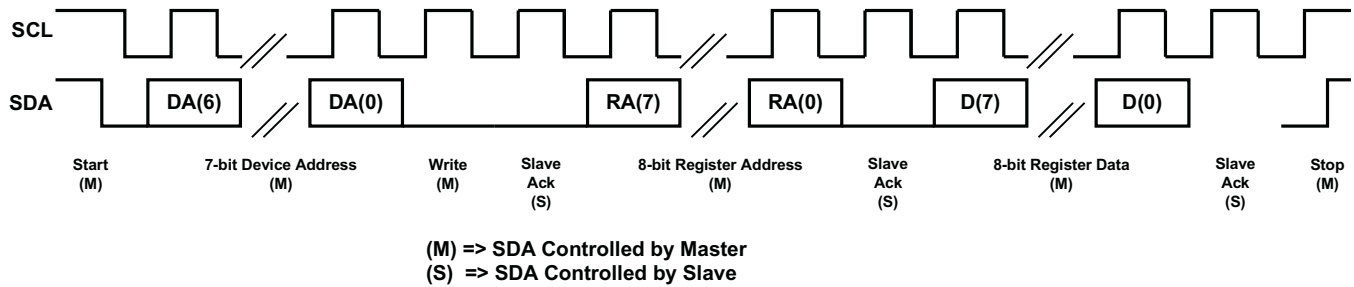 SCL
SDA
DA(6)
DA(0)
RA(7)
RA(0)
D(7)
D(0)
Start
(M)
7-bit Device Address
(M)
Write
(M)
Slave
Ack
(S)
8-bit Register Address
(M)
Slave
Ack
(S)
8-bit Register Data
(M)
Slave
Ack
(S)
Stop
(M)
(M) => SDA Controlled by Master
(S) => SDA Controlled by Slave